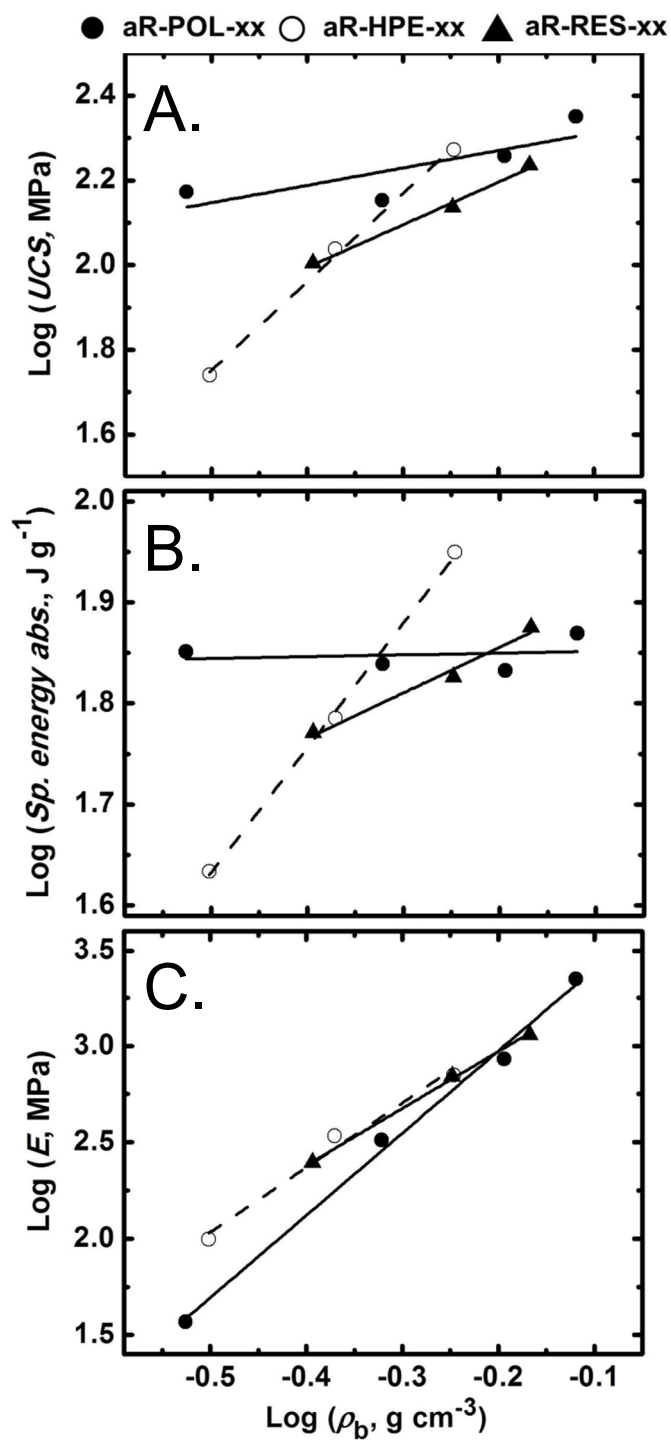 aR-POL-xx aR-HPE-xx aR-RES-xx
A.
2.4
2.2
2.0
1.8
1.6
Log (UCS, MPa)
B.
2.0
1.9
1.8
1.7
1.6
Log (Sp. energy abs., J g⁻¹)
C.
3.5
3.0
2.5
2.0
1.5
Log (E, MPa)
-0.5 -0.4 -0.3 -0.2 -0.1
Log (ρb, g cm⁻³)